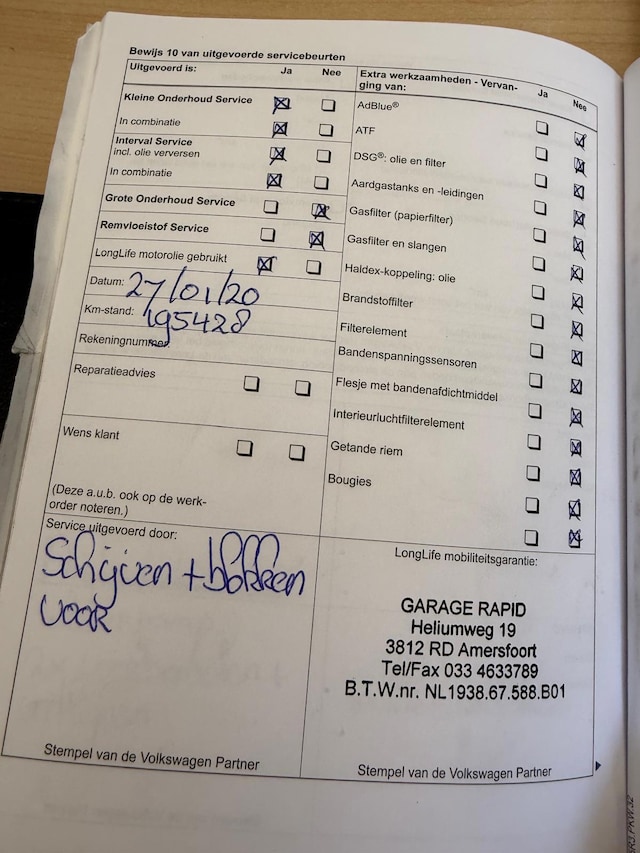 Bewijs 10 van uitgevoerde servicebeurten
Uitgevoerd is: Ja Nee
Kleine Onderhoud Service
In combinatie
Interval Service
incl. olie verversen
In combinatie
Grote Onderhoud Service
Remvloeistof Service
LongLife motorolie gebruikt
Datum: 27/01/20
Km-stand: 195428
Rekeningnummer:
Reparatieadvies
Wens klant
(Deze a.u.b. ook op de werk-
order noteren.)
Extra werkzaamheden - Vervan-
ging van: Ja Nee
AdBlue®
ATF
DSG®: olie en filter
Aardgastanks en -leidingen
Gasfilter (papierfilter)
Gasfilter en slangen
Haldex-koppeling: olie
Brandstoffilter
Filterelement
Bandenspanningssensoren
Flesje met bandenafdichtmiddel
Interieurluchtfilterelement
Getande riem
Bougies
Service uitgevoerd door:
Schijven + blokken
voor
Stempel van de Volkswagen Partner
LongLife mobiliteitsgarantie:
GARAGE RAPID
Heliumweg 19
3812 RD Amersfoort
Tel/Fax 033 4633789
B.T.W.nr. NL1938.67.588.B01
Stempel van de Volkswagen Partner